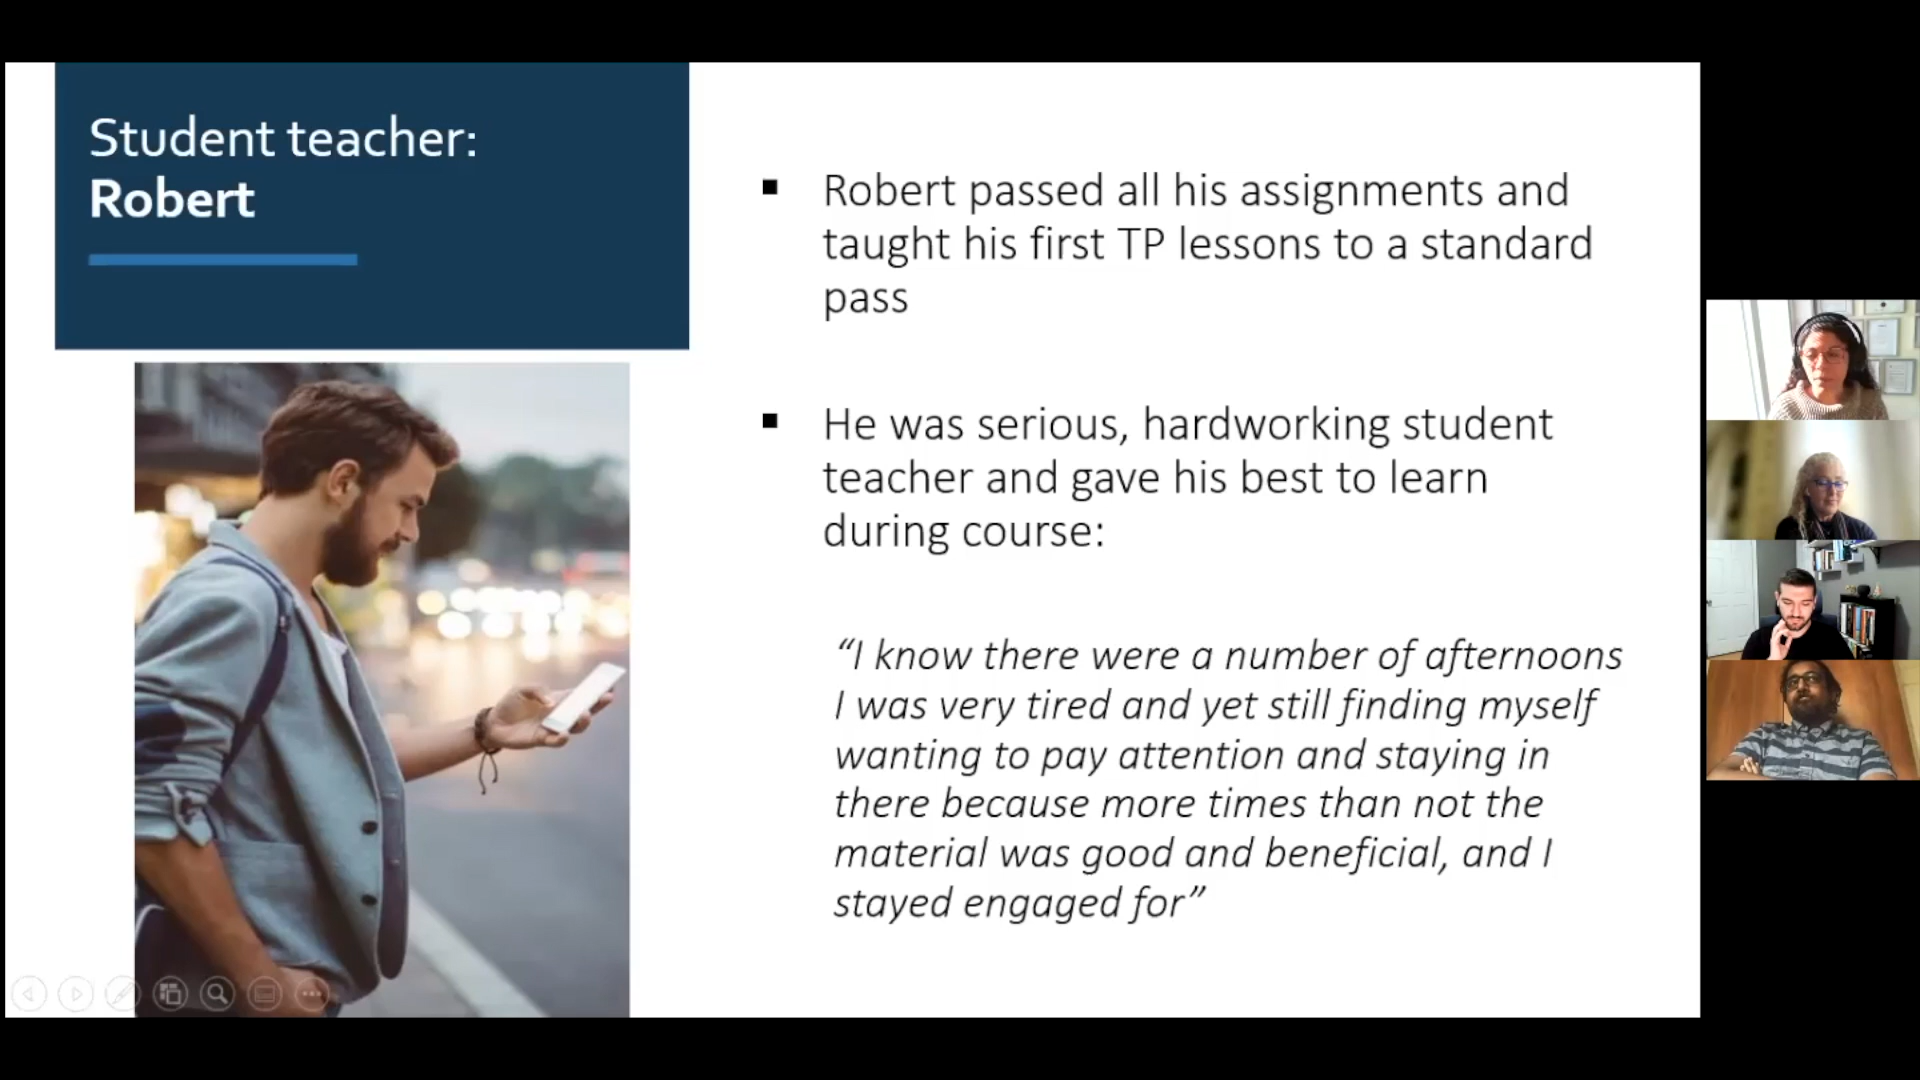 Student teacher:
Robert
▪ Robert passed all his assignments and
taught his first TP lessons to a standard
pass
▪ He was serious, hardworking student
teacher and gave his best to learn
during course:
“I know there were a number of afternoons
I was very tired and yet still finding myself
wanting to pay attention and staying in
there because more times than not the
material was good and beneficial, and I
stayed engaged for”